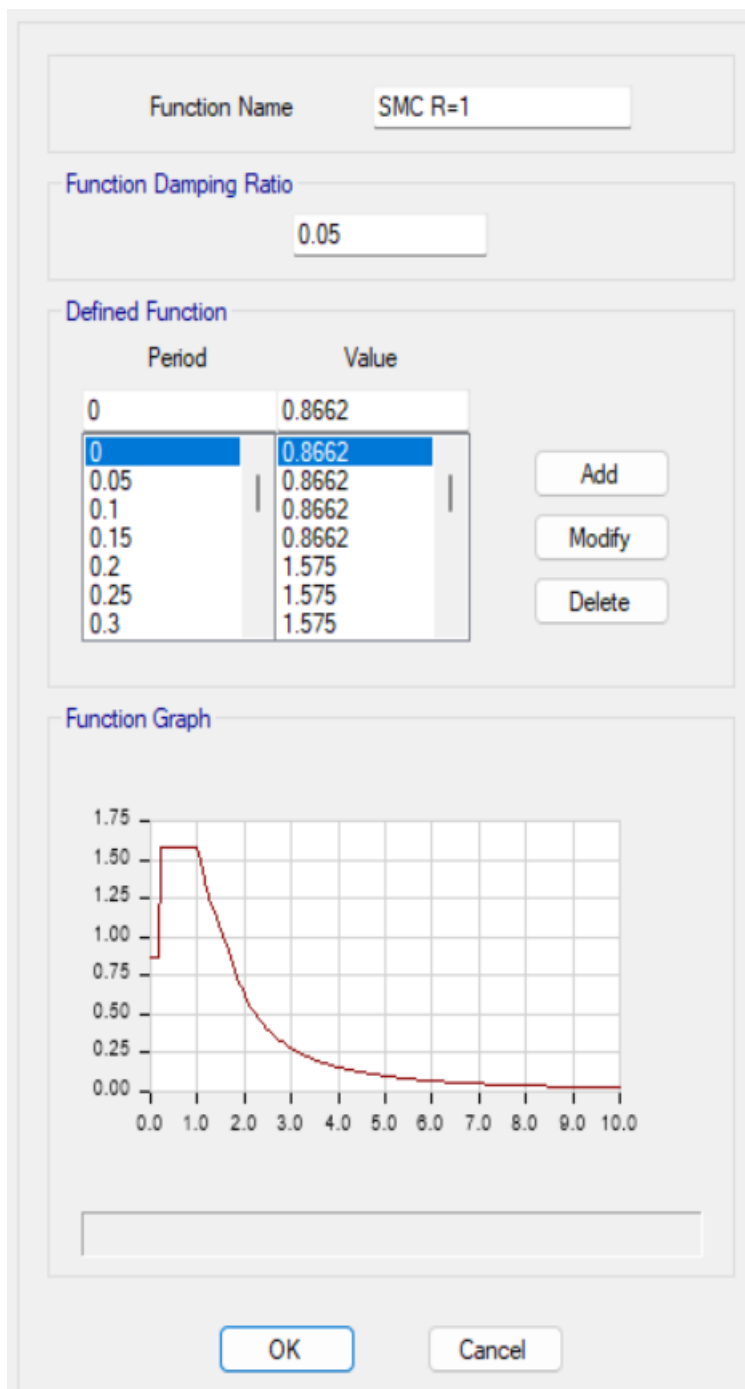 Function Name SMC R=1
Function Damping Ratio
0.05
Defined Function
Period Value
0 0.8662
0 0.8662
0.05 0.8662
0.1 0.8662
0.15 0.8662
0.2 1.575
0.25 1.575
0.3 1.575
Add
Modify
Delete
Function Graph
1.75
1.50
1.25
1.00
0.75
0.50
0.25
0.00
0.0 1.0 2.0 3.0 4.0 5.0 6.0 7.0 8.0 9.0 10.0
OK Cancel